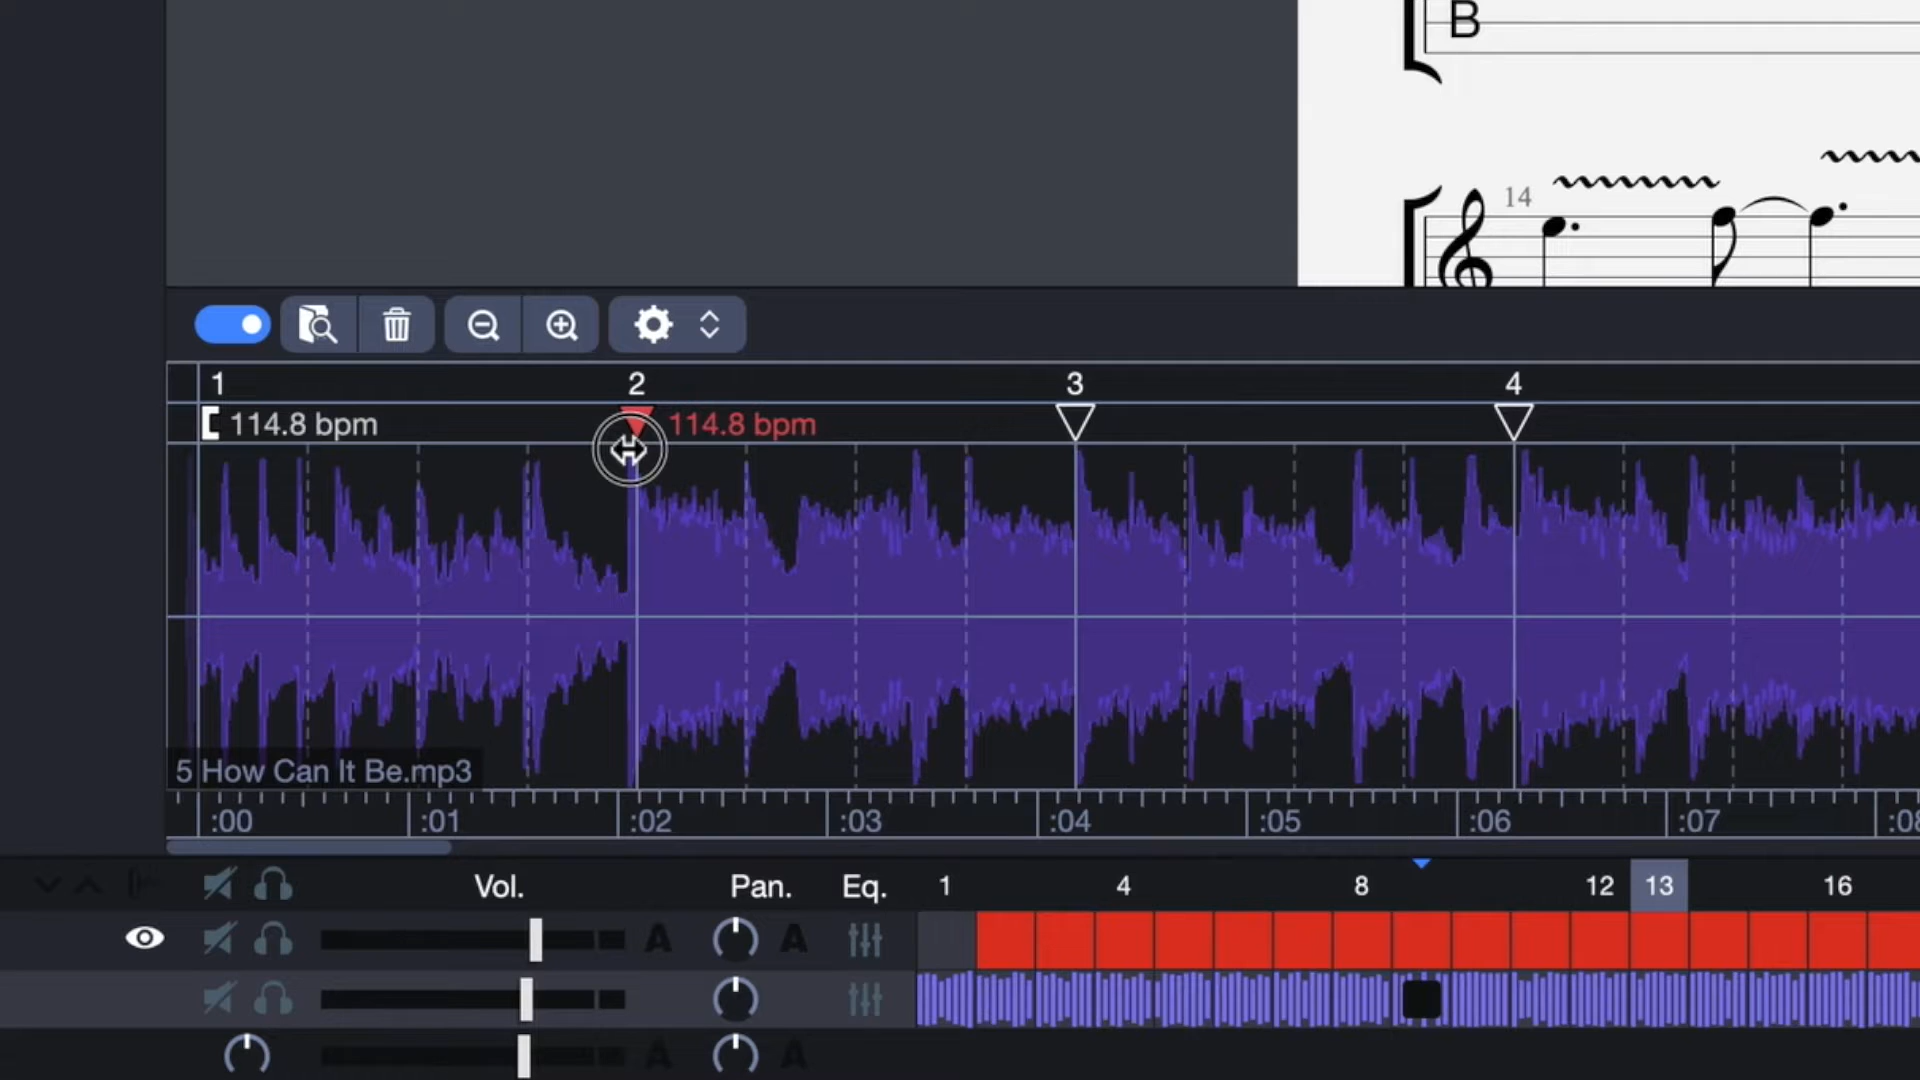 B
14
1 2 3 4
114.8 bpm 114.8 bpm
5 How Can It Be.mp3
:00 :01 :02 :03 :04 :05 :06 :07 :08
Vol. Pan. Eq. 1 4 8 12 13 16
A A
A A